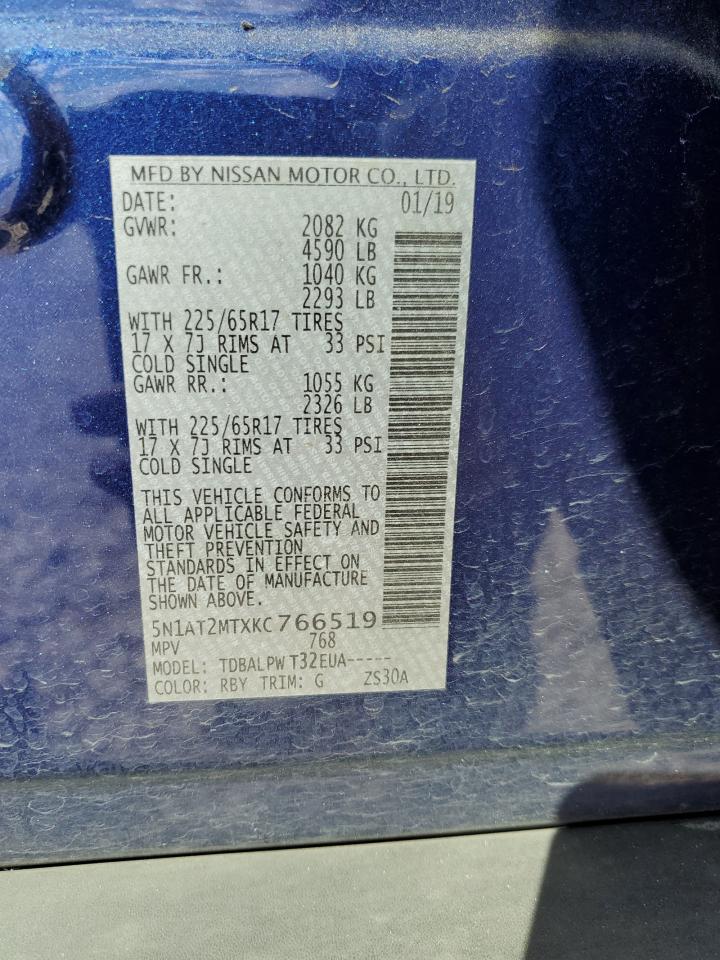 MFD BY NISSAN MOTOR CO., LTD.
DATE: 01/19
GVWR: 2082 KG
4590 LB
GAWR FR.: 1040 KG
2293 LB
WITH 225/65R17 TIRES
17 X 7J RIMS AT 33 PSI
COLD SINGLE
GAWR RR.: 1055 KG
2326 LB
WITH 225/65R17 TIRES
17 X 7J RIMS AT 33 PSI
COLD SINGLE
THIS VEHICLE CONFORMS TO
ALL APPLICABLE FEDERAL
MOTOR VEHICLE SAFETY AND
THEFT PREVENTION
STANDARDS IN EFFECT ON
THE DATE OF MANUFACTURE
SHOWN ABOVE.
5N1AT2MTXKC766519
MPV 768
MODEL: TDBALPW T32EUA-----
COLOR: RBY TRIM: G ZS30A